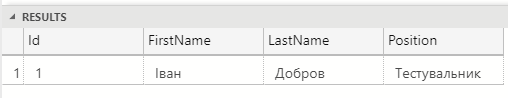 RESULTS
Id FirstName LastName Position
1 1 Іван Добров Тестувальник